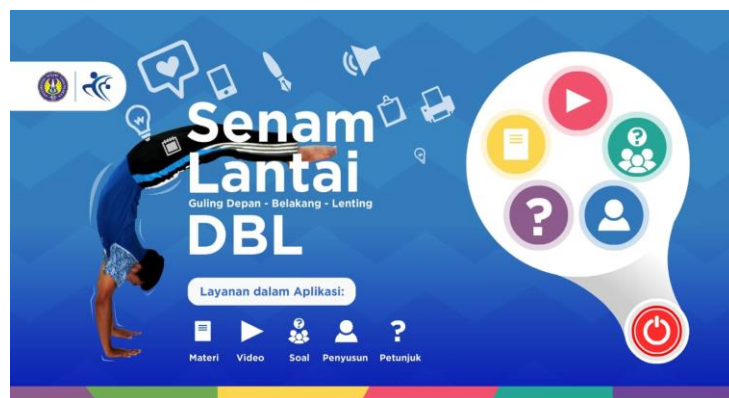 Senam
Lantai
Guling Depan - Belakang - Lenting
DBL
Layanan dalam Aplikasi:
Materi Video Soal Penyusun Petunjuk